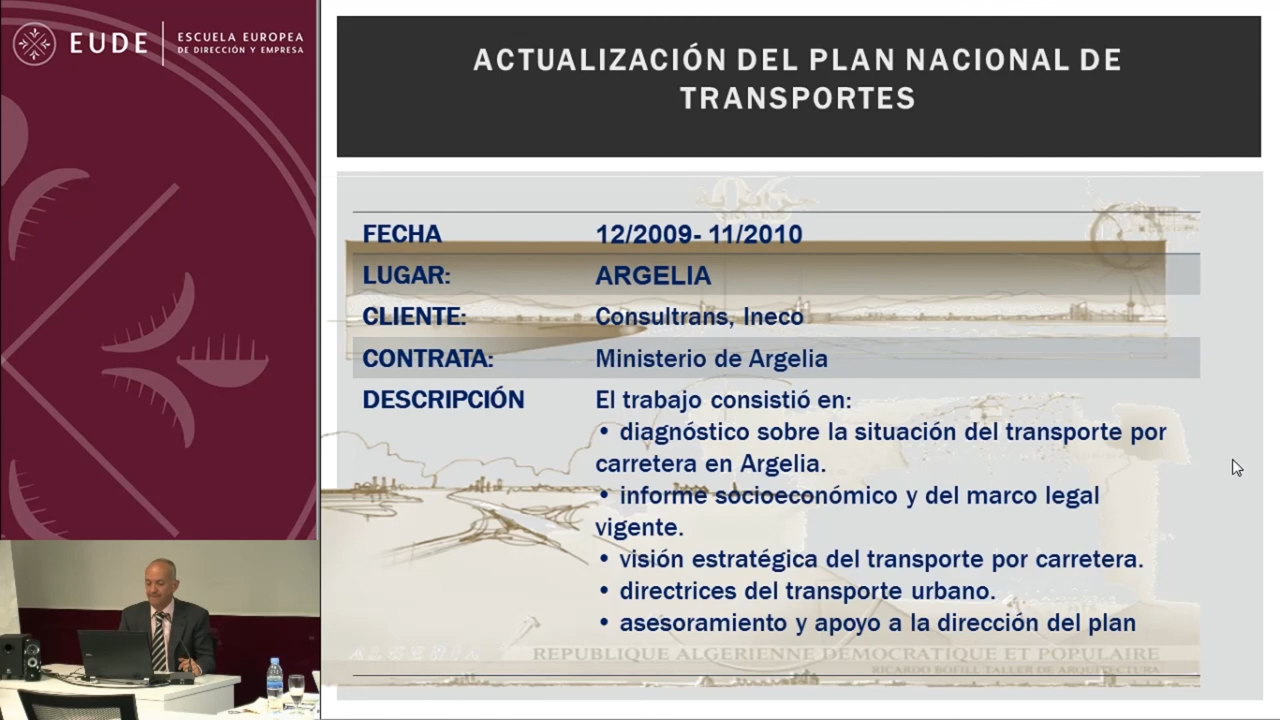 EUDE
ESCUELA EUROPEA
DE DIRECCIÓN Y EMPRESA
ACTUALIZACIÓN DEL PLAN NACIONAL DE
TRANSPORTES
FECHA 12/2009- 11/2010
LUGAR: ARGELIA
CLIENTE: Consultrans, Ineco
CONTRATA: Ministerio de Argelia
DESCRIPCIÓN El trabajo consistió en:
• diagnóstico sobre la situación del transporte por
carretera en Argelia.
• informe socioeconómico y del marco legal
vigente.
• visión estratégica del transporte por carretera.
• directrices del transporte urbano.
• asesoramiento y apoyo a la dirección del plan
ALGERIA REPUBLIQUE ALGERIENNE DEMOCRATIQUE ET POPULAIRE
RICARDO BOFILL TALLER DE ARQUITECTURA